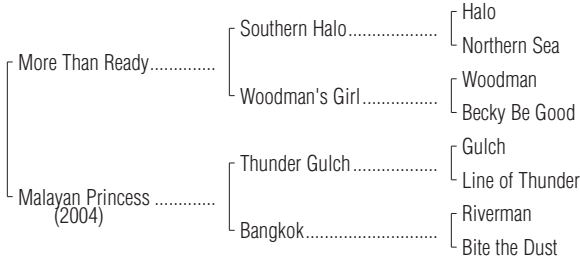 Halo
Southern Halo....................
Northern Sea
More Than Ready..............
Woodman
Woodman's Girl.................
Becky Be Good
Gulch
Thunder Gulch...................
Line of Thunder
Malayan Princess .............
(2004)
Riverman
Bangkok.............................
Bite the Dust